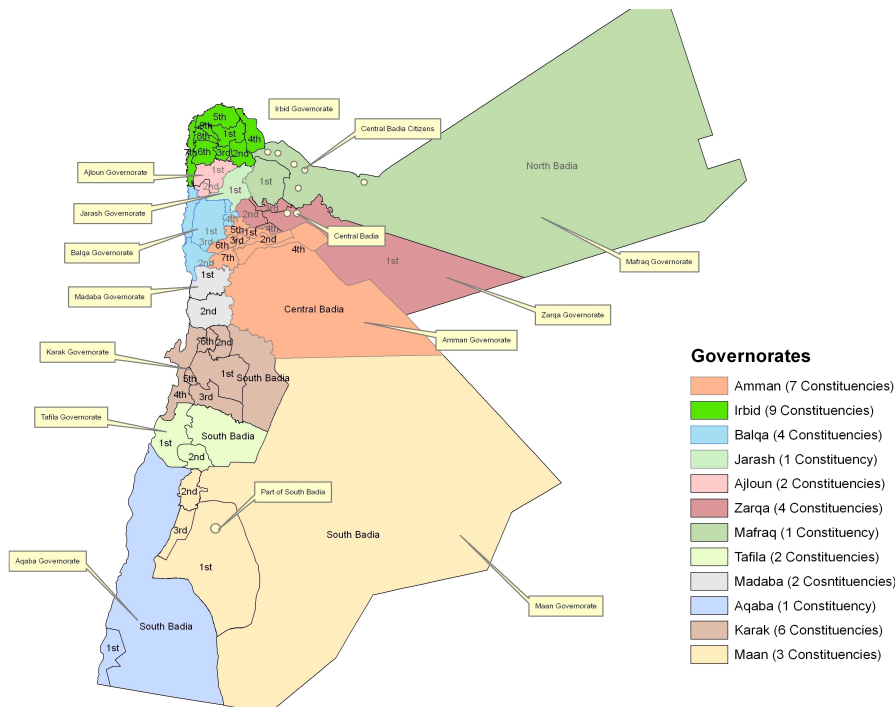 Irbid Governorate
5th
9th
1st
8th
4th
7th
6th
3rd
2nd
Central Badia Citizens
North Badia
Ajloun Governorate
1st
2nd
1st
1st
Jarash Governorate
2nd
3rd
4th
1st
4th
5th
1st
3rd
2nd
6th
4th
7th
Central Badia
Balqa Governorate
1st
3rd
2nd
Mafraq Governorate
1st
Madaba Governorate
2nd
Central Badia
Zarqa Governorate
Amman Governorate
Karak Governorate
6th
2nd
1st
South Badia
5th
4th
3rd
Tafila Governorate
1st
South Badia
2nd
2nd
Part of South Badia
3rd
1st
South Badia
Aqaba Governorate
South Badia
1st
Maan Governorate
Governorates
Amman (7 Constituencies)
Irbid (9 Constituencies)
Balqa (4 Constituencies)
Jarash (1 Constituency)
Ajloun (2 Constituencies)
Zarqa (4 Constituencies)
Mafraq (1 Constituency)
Tafila (2 Constituencies)
Madaba (2 Cosntituencies)
Aqaba (1 Constituency)
Karak (6 Constituencies)
Maan (3 Constituencies)